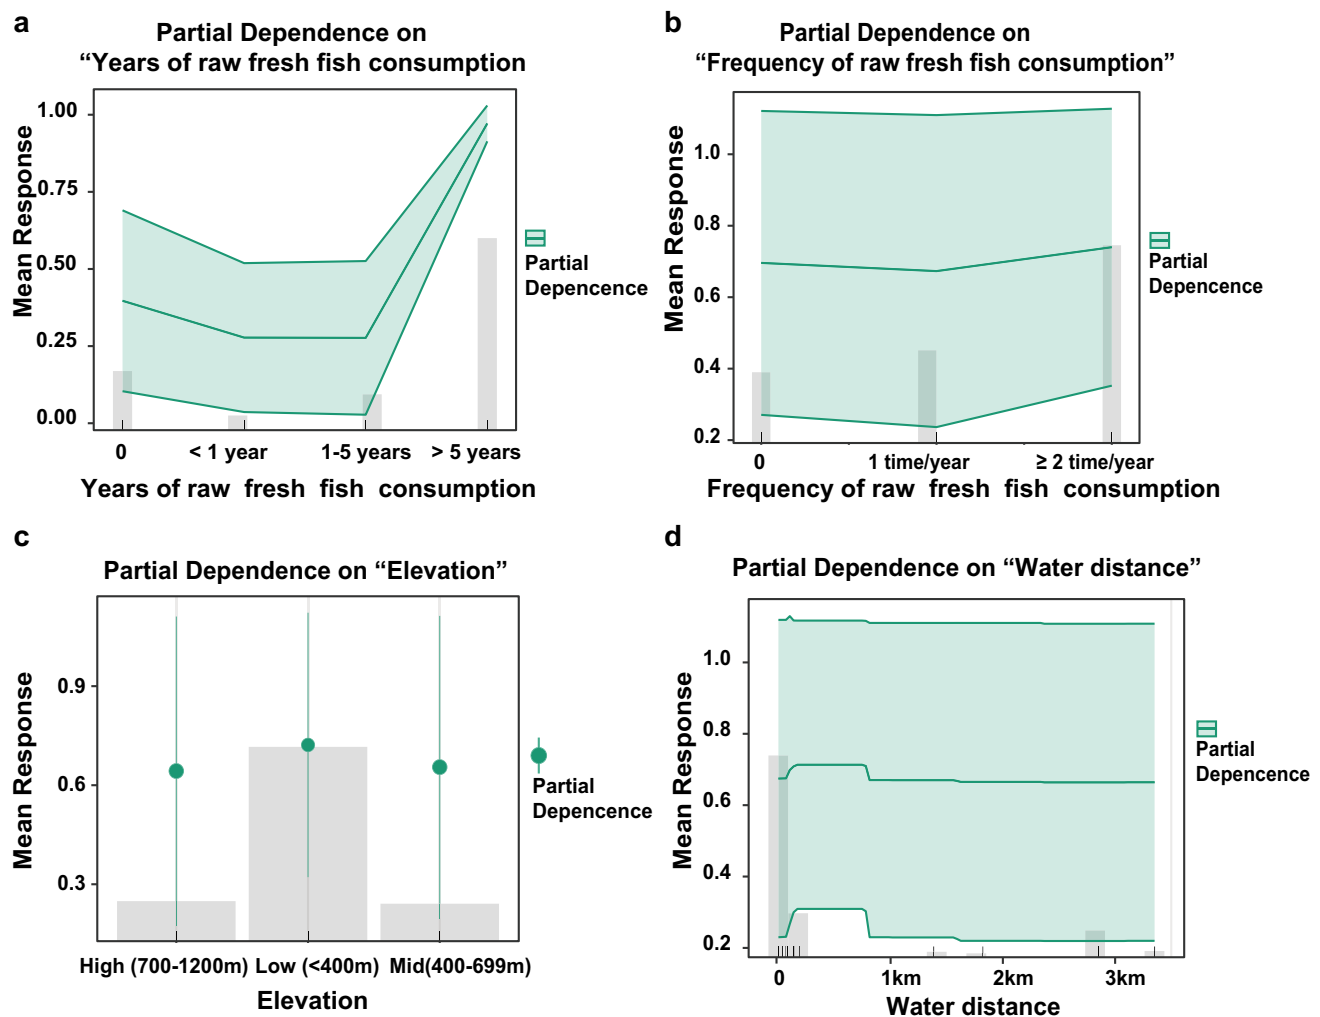 a
Partial Dependence on
“Years of raw fresh fish consumption
Mean Response
1.00
0.75
0.50
0.25
0.00
0
< 1 year
1-5 years
> 5 years
Years of raw fresh fish consumption
Partial
Depencence
b
Partial Dependence on
“Frequency of raw fresh fish consumption”
Mean Response
1.0
0.8
0.6
0.4
0.2
0
1 time/year
≥ 2 time/year
Frequency of raw fresh fish consumption
Partial
Depencence
c
Partial Dependence on “Elevation”
Mean Response
0.9
0.6
0.3
High (700-1200m)
Low (<400m)
Mid(400-699m)
Elevation
Partial
Depencence
d
Partial Dependence on “Water distance”
Mean Response
1.0
0.8
0.6
0.4
0.2
0
1km
2km
3km
Water distance
Partial
Depencence